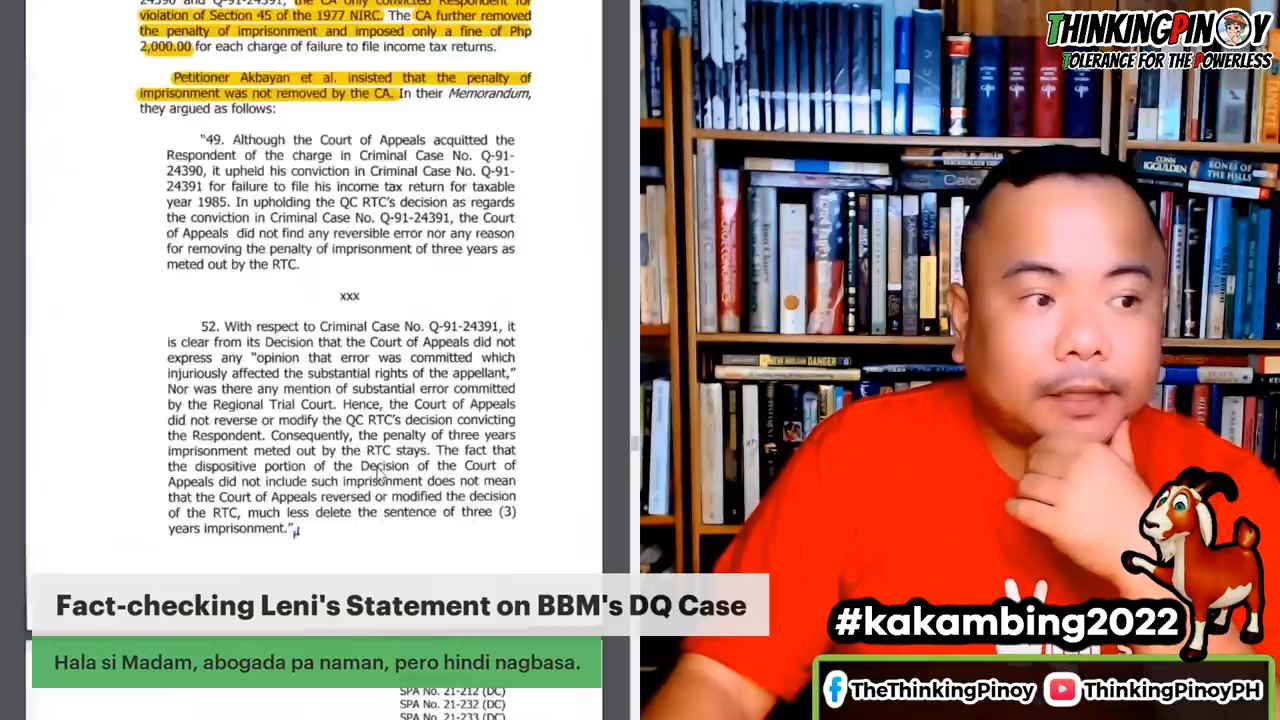 24390 and Q-91-24391, the CA only convicted Respondent for
violation of Section 45 of the 1977 NIRC. The CA further removed
the penalty of imprisonment and imposed only a fine of Php
2,000.00 for each charge of failure to file income tax returns.
Petitioner Akbayan et al. insisted that the penalty of
imprisonment was not removed by the CA. In their Memorandum,
they argued as follows:
"49. Although the Court of Appeals acquitted the
Respondent of the charge in Criminal Case No. Q-91-
24390, it upheld his conviction in Criminal Case No. Q-91-
24391 for failure to file his income tax return for taxable
year 1985. In upholding the QC RTC's decision as regards
the conviction in Criminal Case No. Q-91-24391, the Court
of Appeals did not find any reversible error nor any reason
for removing the penalty of imprisonment of three years as
meted out by the RTC.
xxx
52. With respect to Criminal Case No. Q-91-24391, it
is clear from its Decision that the Court of Appeals did not
express any "opinion that error was committed which
injuriously affected the substantial rights of the appellant,"
Nor was there any mention of substantial error committed
by the Regional Trial Court. Hence, the Court of Appeals
did not reverse or modify the QC RTC's decision convicting
the Respondent. Consequently, the penalty of three years
imprisonment meted out by the RTC stays. The fact that
the dispositive portion of the Decision of the Court of
Appeals did not include such imprisonment does not mean
that the Court of Appeals reversed or modified the decision
of the RTC, much less delete the sentence of three (3)
years imprisonment."
Fact-checking Leni's Statement on BBM's DQ Case
Hala si Madam, abogada pa naman, pero hindi nagbasa.
SPA No. 21-212 (DC)
SPA No. 21-232 (DC)
SPA No. 21-233 (DC)
THINKINGPINOY
TOLERANCE FOR THE POWERLESS
CONN
IGGULDEN
BONES OF
THE HILLS
DANGER
#kakambing2022
TheThinkingPinoy
ThinkingPinoyPH